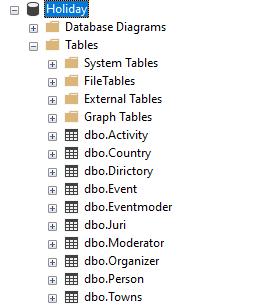 Holiday
Database Diagrams
Tables
System Tables
FileTables
External Tables
Graph Tables
dbo.Activity
dbo.Country
dbo.Dirictory
dbo.Event
dbo.Eventmoder
dbo.Juri
dbo.Moderator
dbo.Organizer
dbo.Person
dbo.Towns